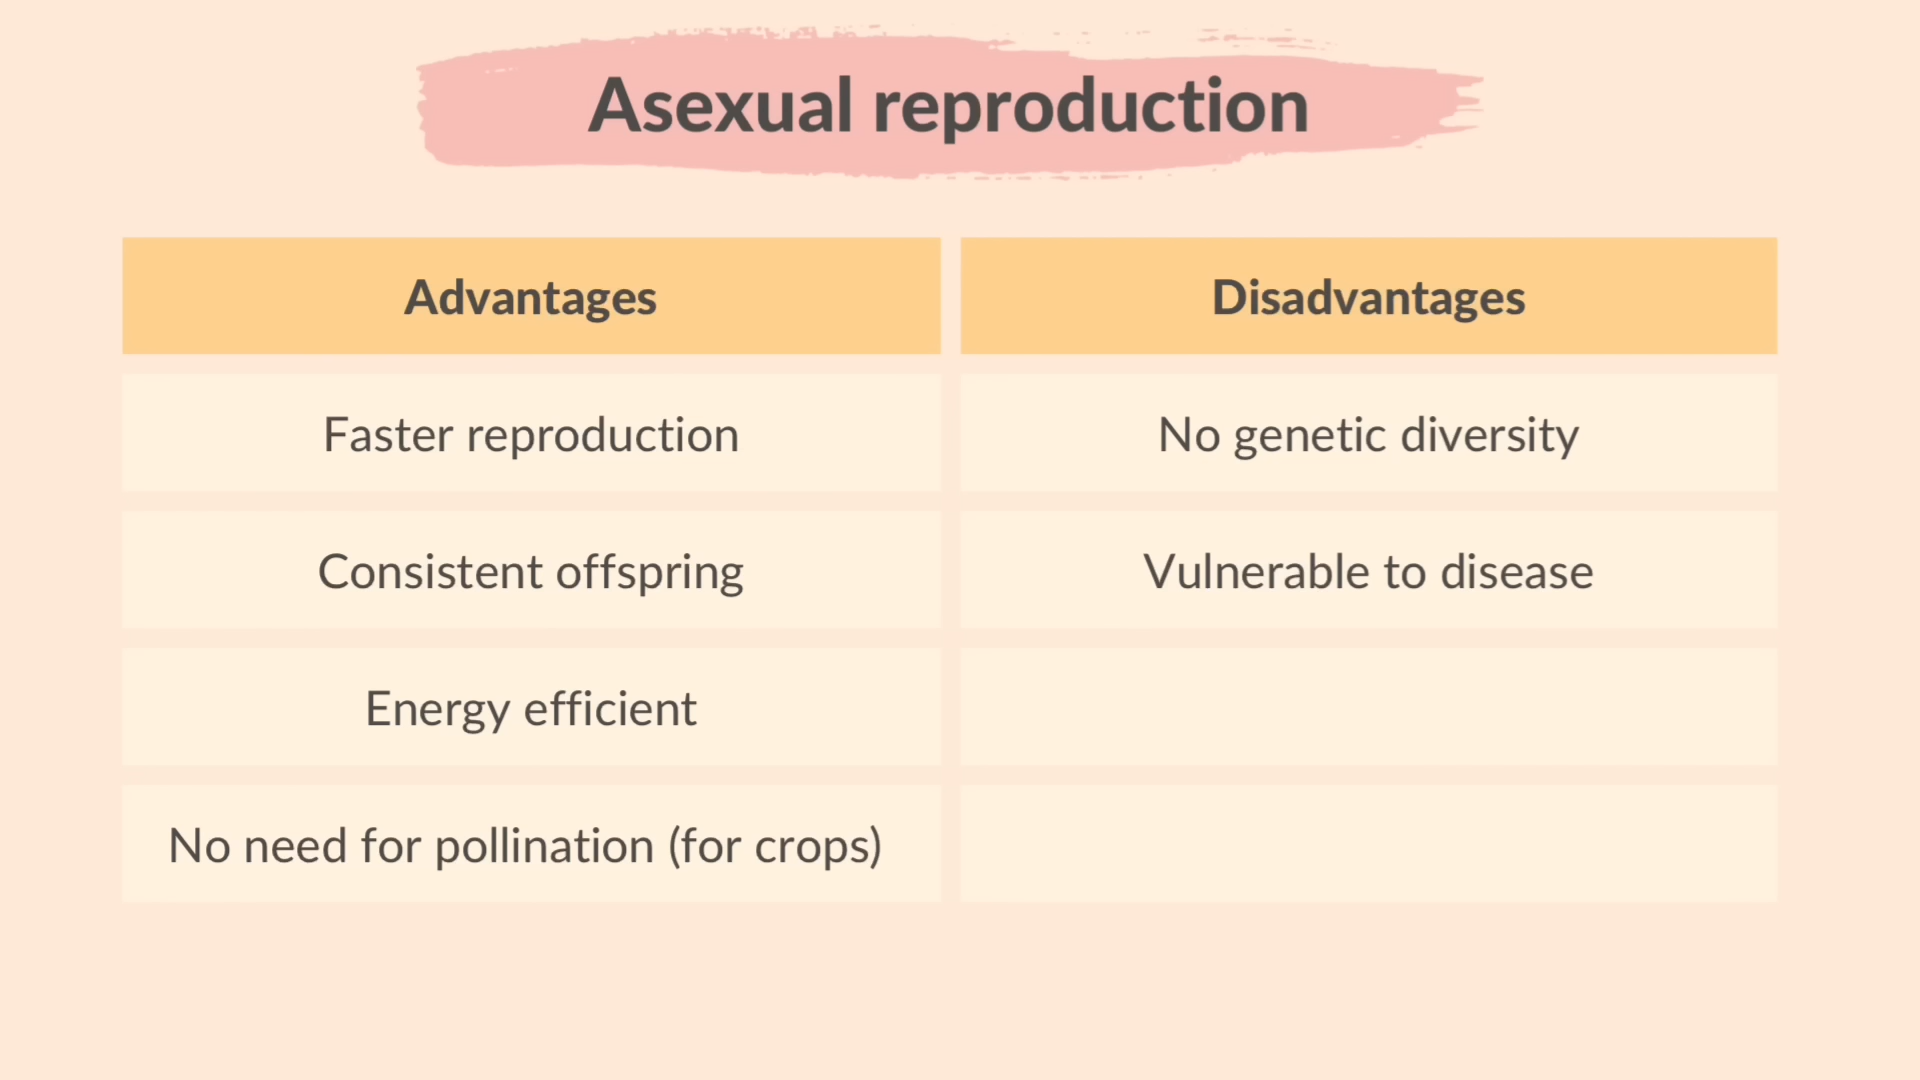 Asexual reproduction
Advantages
Disadvantages
Faster reproduction
No genetic diversity
Consistent offspring
Vulnerable to disease
Energy efficient
No need for pollination (for crops)